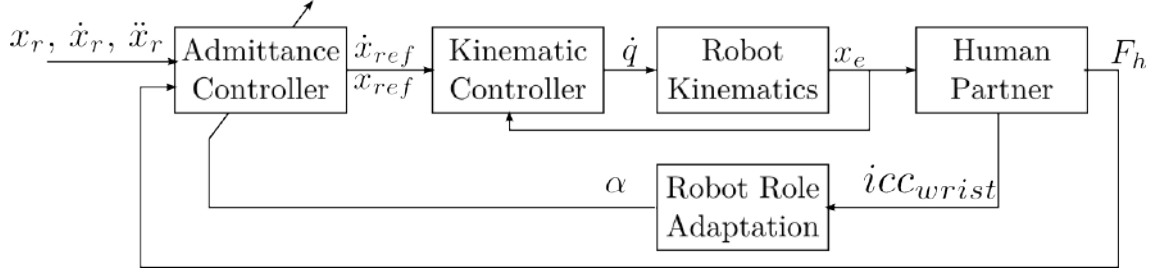 x_r, ẋ_r, ẍ_r
Admittance
Controller
ẋ_ref
x_ref
Kinematic
Controller
q̇
Robot
Kinematics
x_e
Human
Partner
F_h
α
Robot Role
Adaptation
icc_wrist